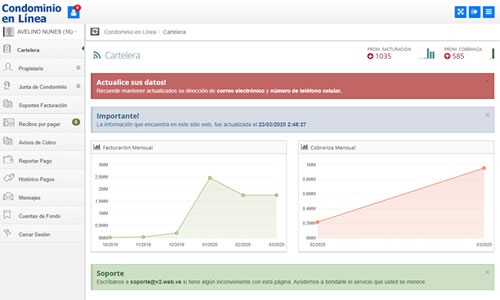 Condominio
en Línea
AVELINO NUNES (16)
Condominio en Línea / Cartelera
Cartelera
PROM. FACTURACION
1035
PROM. COBRANZA
585
Cartelera
Propietario
Junta de Condominio
Soportes Facturación
Recibos por pagar
6
Avisos de Cobro
Reportar Pago
Histórico Pagos
Mensajes
Cuentas de Fondo
Cerrar Sesión
Actualice sus datos!
Recuerde mantener actualizados su dirección de correo electrónico y número de teléfono celular.
Importante!
La información que encuentra en este sitio web, fue actualizada el 23/03/2020 2:48:27
Facturación Mensual
3MM
2.5MM
2MM
1.5MM
1MM
0.5MM
0MM
10/2019
11/2019
12/2019
01/2020
02/2020
03/2020
Cobranza Mensual
1MM
0.8MM
0.6MM
0.4MM
0.2MM
0MM
02/2020
03/2020
Soporte
Escríbanos a soporte@v2.web.ve si tiene algún inconveniente con esta página. Ayúdemos a brindarle el servicio que usted se merece.